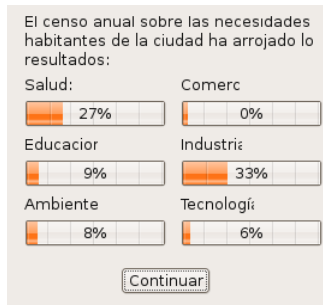 El censo anual sobre las necesidades
habitantes de la ciudad ha arrojado lo
resultados:
Salud: Comerc
27% 0%
Educacior Industria
9% 33%
Ambiente Tecnología
8% 6%
Continuar